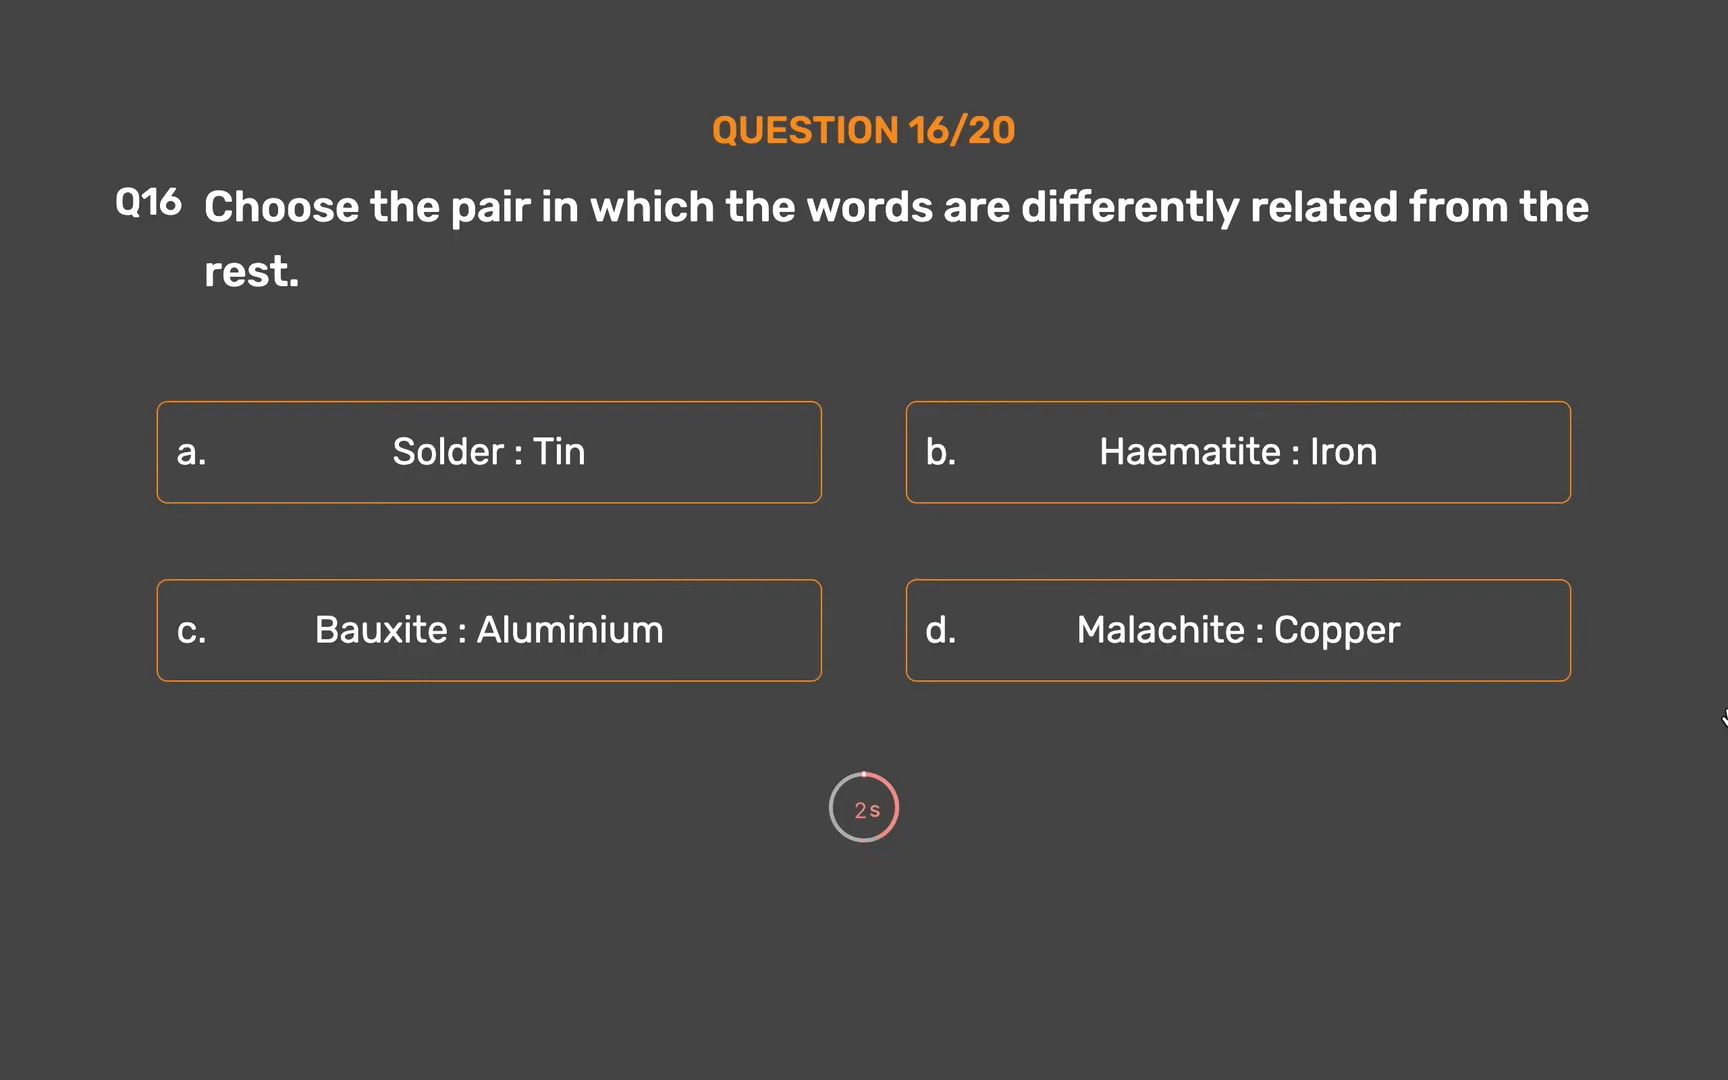 QUESTION 16/20
Q16 Choose the pair in which the words are differently related from the
rest.
a. Solder : Tin
b. Haematite : Iron
c. Bauxite : Aluminium
d. Malachite : Copper
2s